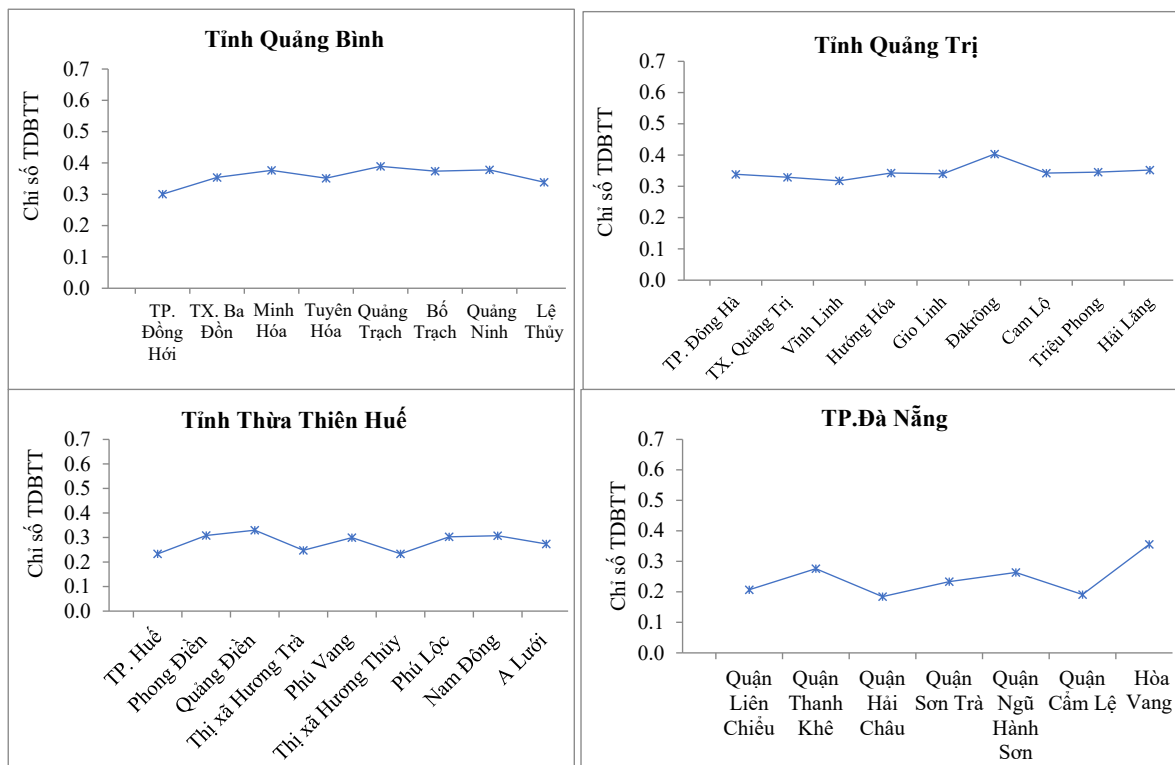 Tỉnh Quảng Bình
Chỉ số TDBTT
0.7
0.6
0.5
0.4
0.3
0.2
0.1
0.0
TP. Đồng Hới
TX. Ba Đồn
Minh Hóa
Tuyên Hóa
Quảng Trạch
Bố Trạch
Quảng Ninh
Lệ Thủy
Tỉnh Quảng Trị
Chỉ số TDBTT
0.7
0.6
0.5
0.4
0.3
0.2
0.1
0.0
TP. Đông Hà
TX. Quảng Trị
Vĩnh Linh
Hướng Hóa
Gio Linh
Đakrông
Cam Lộ
Triệu Phong
Hải Lăng
Tỉnh Thừa Thiên Huế
Chỉ số TDBTT
0.7
0.6
0.5
0.4
0.3
0.2
0.1
0.0
TP. Huế
Phong Điền
Quảng Điền
Thị xã Hương Trà
Phú Vang
Thị xã Hương Thủy
Phú Lộc
Nam Đông
A Lưới
TP.Đà Nẵng
Chỉ số TDBTT
0.7
0.6
0.5
0.4
0.3
0.2
0.1
0.0
Quận Liên Chiểu
Quận Thanh Khê
Quận Hải Châu
Quận Sơn Trà
Quận Ngũ Hành Sơn
Quận Cẩm Lệ
Hòa Vang